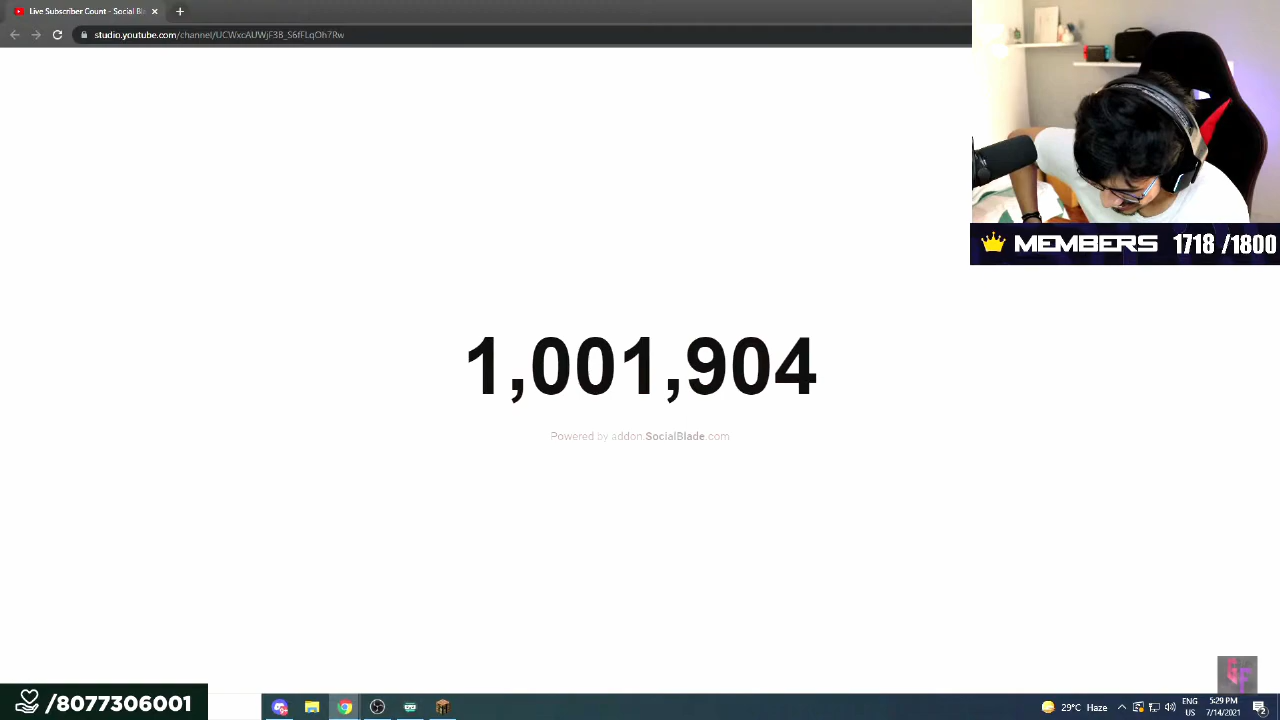 Live Subscriber Count - Social Bl
studio.youtube.com/channel/UCWxcAUWjF3B_S6fFLqOh7Rw
MEMBERS 1718 /1800
1,001,904
Powered by addon.SocialBlade.com
/8077306001
29°C Haze
ENG
US
5:29 PM
7/14/2021